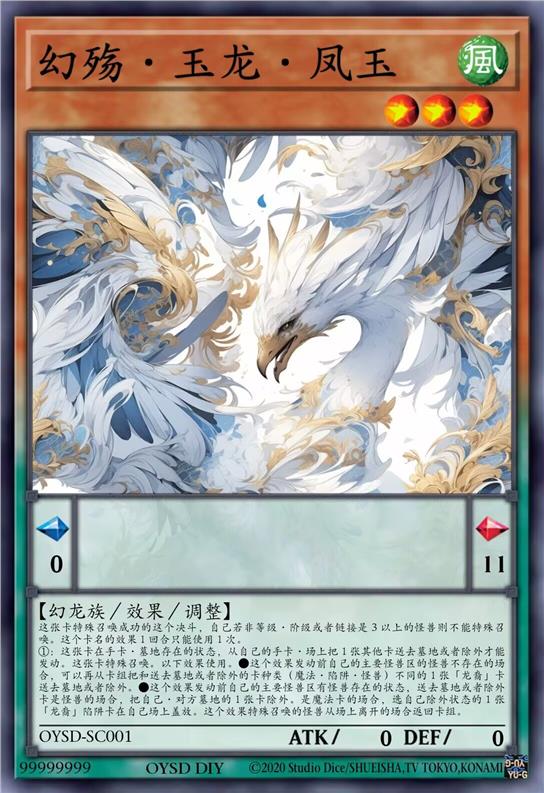 幻殇·玉龙·凤玉
風
0
11
【幻龙族／效果／调整】
这张卡特殊召唤成功的这个决斗，自己若非等级·阶级或者链接是3以上的怪兽则不能特殊召
唤。这个卡名的效果1回合只能使用1次。
①：这张卡在手卡·墓地存在的状态，从自己的手卡·场上把1张其他卡送去墓地或者除外才能
发动。这张卡特殊召唤。以下效果使用。●这个效果发动前自己的主要怪兽区的怪兽不存在的场
合，可以再从卡组把和送去墓地或者除外的卡种类（魔法·陷阱·怪兽）不同的1张「龙裔」卡
送去墓地或者除外。●这个效果发动前自己的主要怪兽区有怪兽存在的状态，送去墓地或者除外
卡是怪兽的场合，把自己·对方墓地的1张卡除外。是魔法卡的场合，选自己除外状态的1张
「龙裔」陷阱卡在自己场上盖放。这个效果特殊召唤的怪兽从场上离开的场合返回卡组。
OYSD-SC001
ATK/ 0 DEF/ 0
99999999 OYSD DIY ©2020 Studio Dice/SHUEISHA,TV TOKYO,KONAMI